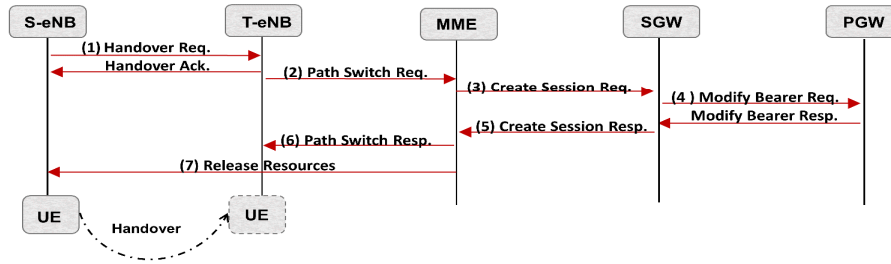 S-eNB
T-eNB
MME
SGW
PGW
(1) Handover Req.
Handover Ack.
(2) Path Switch Req.
(3) Create Session Req.
(4 ) Modify Bearer Req.
Modify Bearer Resp.
(5) Create Session Resp.
(6) Path Switch Resp.
(7) Release Resources
UE
UE
Handover